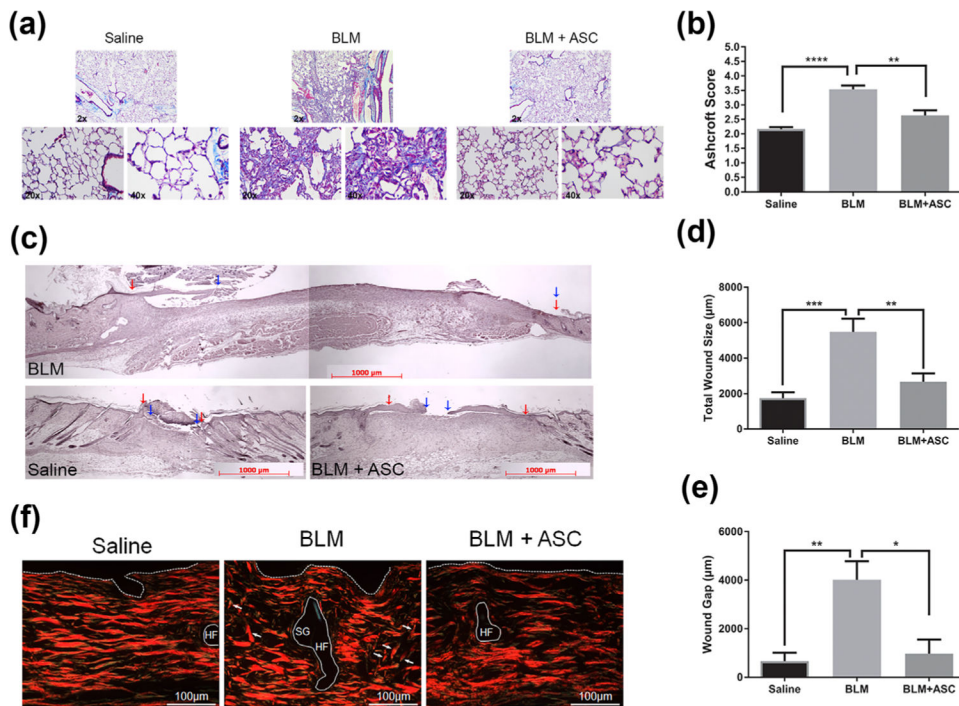 (a)
Saline
BLM
BLM + ASC
2x
2x
2x
20x
40x
20x
40x
20x
40x
(b)
Ashcroft Score
5.0
4.5
4.0
3.5
3.0
2.5
2.0
1.5
1.0
0.5
0.0
****
**
Saline
BLM
BLM+ASC
(c)
BLM
1000 µm
Saline
1000 µm
BLM + ASC
1000 µm
(d)
Total Wound Size (µm)
8000
6000
4000
2000
0
***
**
Saline
BLM
BLM+ASC
(e)
Wound Gap (µm)
6000
4000
2000
0
**
*
Saline
BLM
BLM+ASC
(f)
Saline
BLM
BLM + ASC
HF
100µm
SG
HF
100µm
HF
100µm